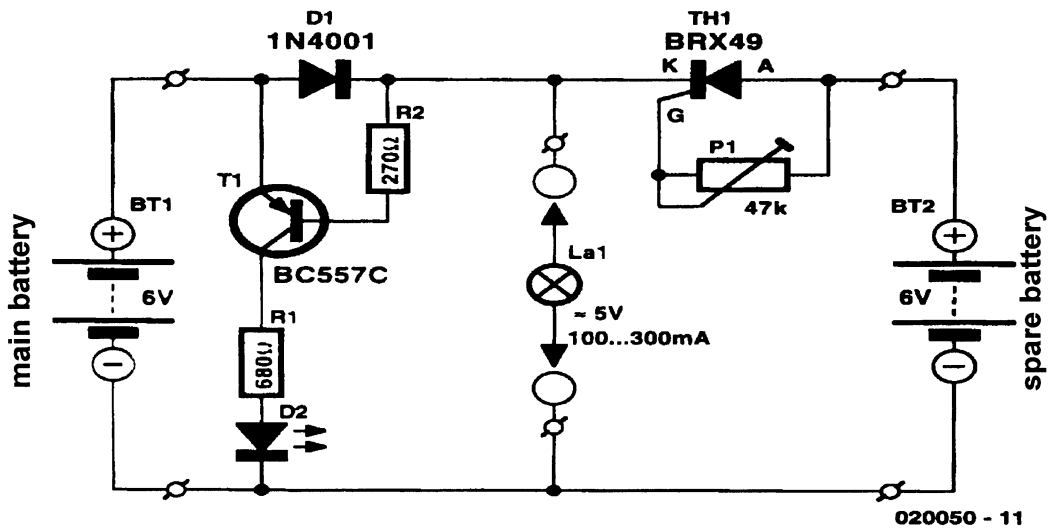 D1
1N4001
TH1
BRX49
K
A
G
R2
270Ω
P1
47k
T1
BT1
BT2
main battery
6V
BC557C
La1
≈ 5V
100...300mA
6V
spare battery
R1
680Ω
D2
020050 - 11